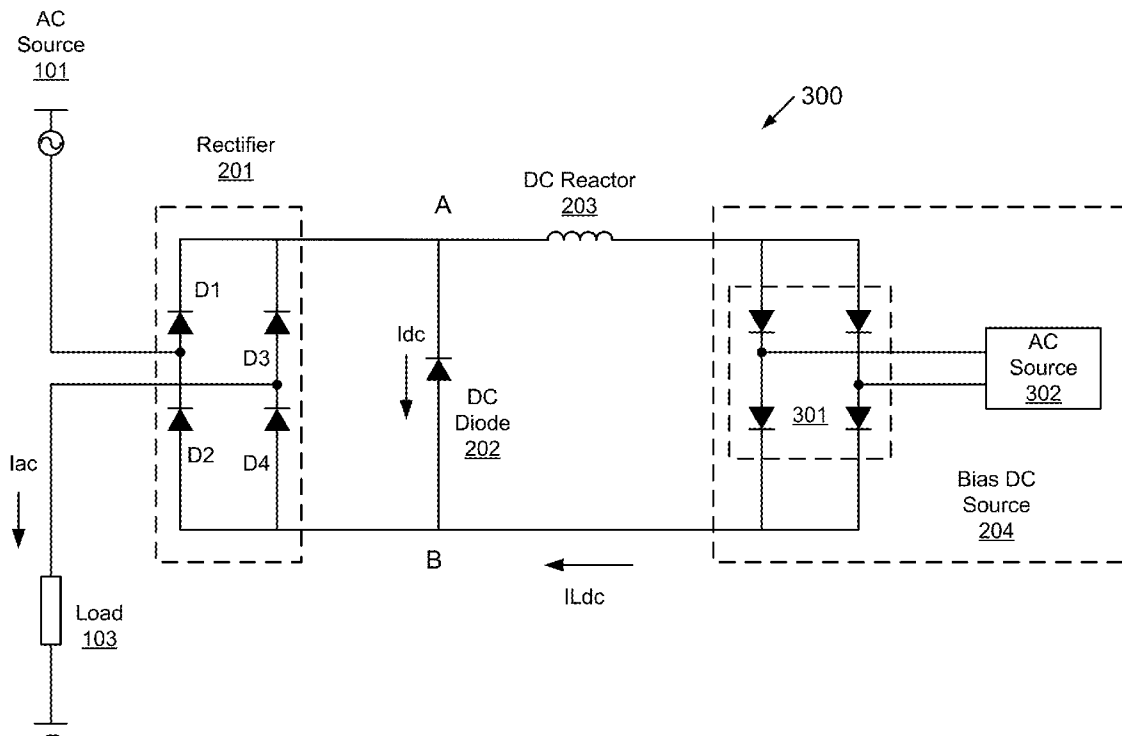 AC
Source
101
300
Rectifier
201
DC Reactor
203
A
D1
D3
Idc
AC
Source
302
DC
Diode
202
301
D2
D4
Iac
Bias DC
Source
204
B
ILdc
Load
103